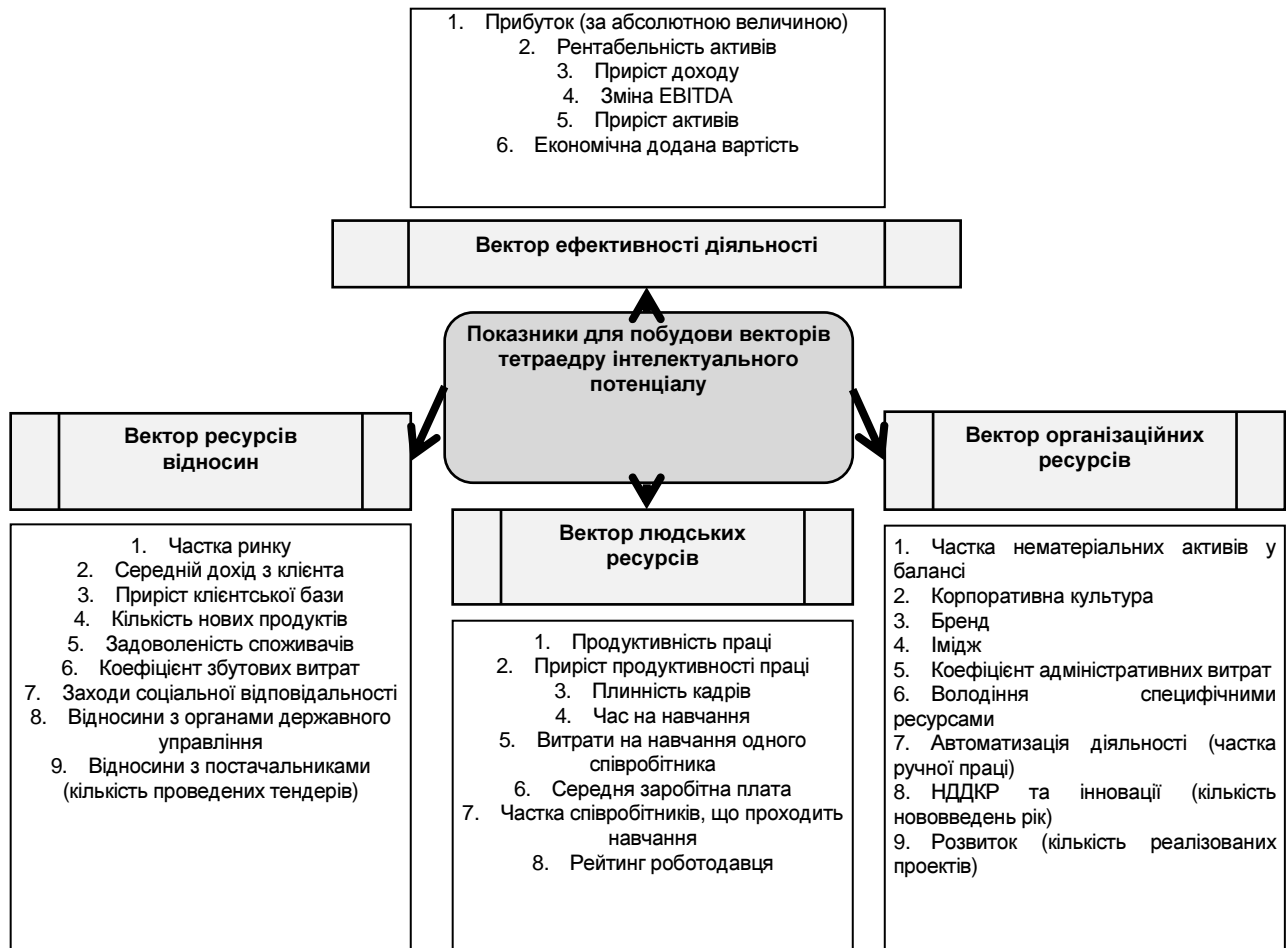 1. Прибуток (за абсолютною величиною)
2. Рентабельність активів
3. Приріст доходу
4. Зміна EBITDA
5. Приріст активів
6. Економічна додана вартість
Вектор ефективності діяльності
Показники для побудови векторів
тетраедру інтелектуального
потенціалу
Вектор ресурсів
відносин
1. Частка ринку
2. Середній дохід з клієнта
3. Приріст клієнтської бази
4. Кількість нових продуктів
5. Задоволеність споживачів
6. Коефіцієнт збутових витрат
7. Заходи соціальної відповідальності
8. Відносини з органами державного
управління
9. Відносини з постачальниками
(кількість проведених тендерів)
Вектор людських
ресурсів
1. Продуктивність праці
2. Приріст продуктивності праці
3. Плинність кадрів
4. Час на навчання
5. Витрати на навчання одного
співробітника
6. Середня заробітна плата
7. Частка співробітників, що проходить
навчання
8. Рейтинг роботодавця
Вектор організаційних
ресурсів
1. Частка нематеріальних активів у
балансі
2. Корпоративна культура
3. Бренд
4. Імідж
5. Коефіцієнт адміністративних витрат
6. Володіння специфічними
ресурсами
7. Автоматизація діяльності (частка
ручної праці)
8. НДДКР та інновації (кількість
нововведень рік)
9. Розвиток (кількість реалізованих
проектів)